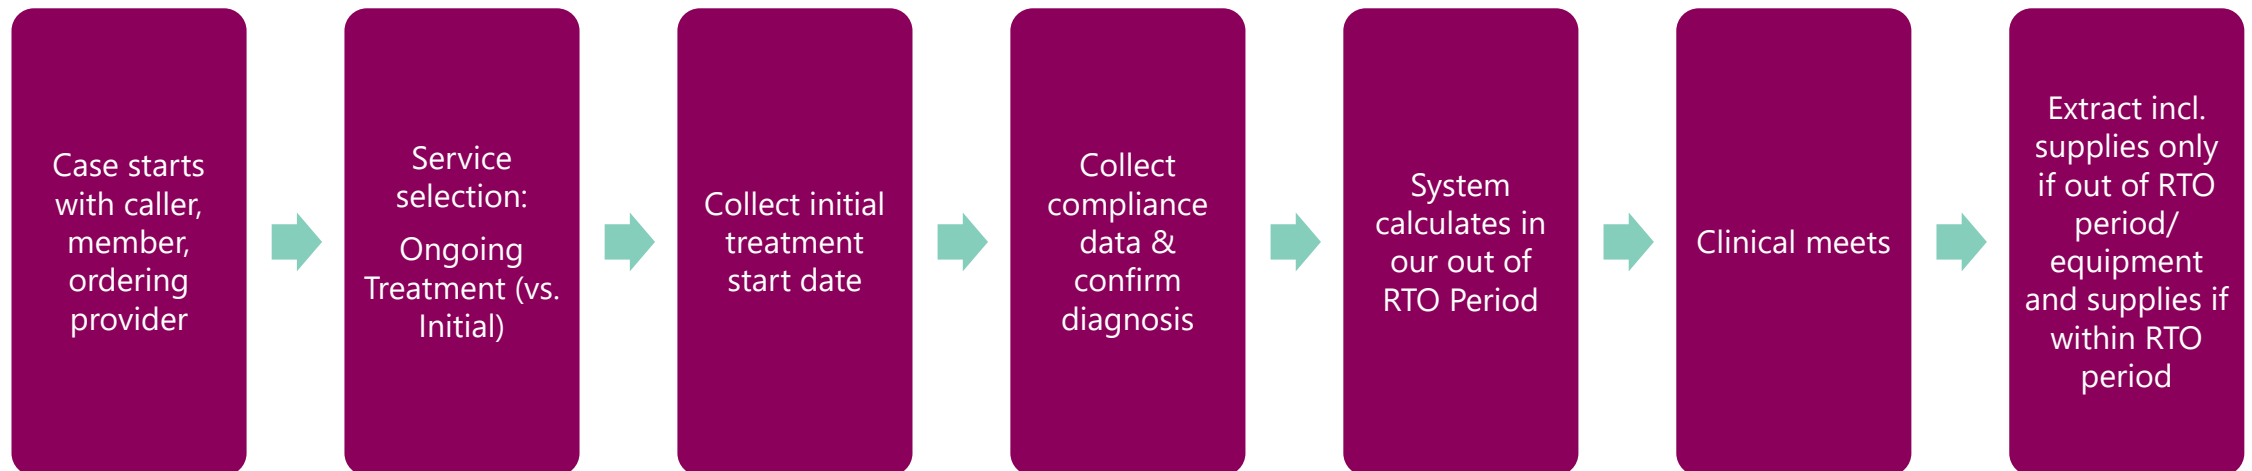 Case starts
with caller,
member,
ordering
provider
Service
selection:
Ongoing
Treatment (vs.
Initial)
Collect initial
treatment
start date
Collect
compliance
data &
confirm
diagnosis
System
calculates in
our out of
RTO Period
Clinical meets
Extract incl.
supplies only
if out of RTO
period/
equipment
and supplies if
within RTO
period